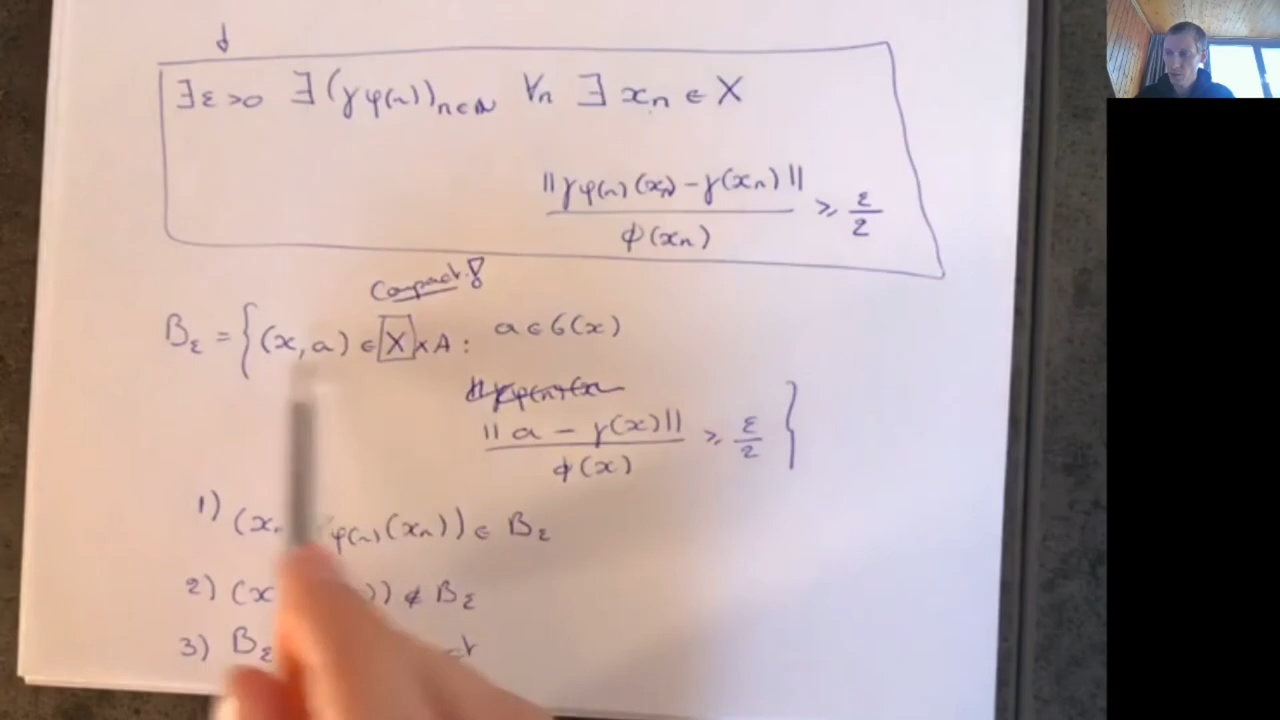 ∃ε>0 ∃(γφ(n))n∈ℕ ∀n ∃ xn ∈ X
||γφ(n)(xn) - γ(xn)|| / ϕ(xn) ⩾ ε/2
Compact!
Bε = {(x,a) ∈ X × A : a ∈ G(x)
||a - γ(x)|| / ϕ(x) ⩾ ε/2 }
1) (xn φ(n)(xn)) ∈ Bε
2) (x )) ∉ Bε
3) Bε